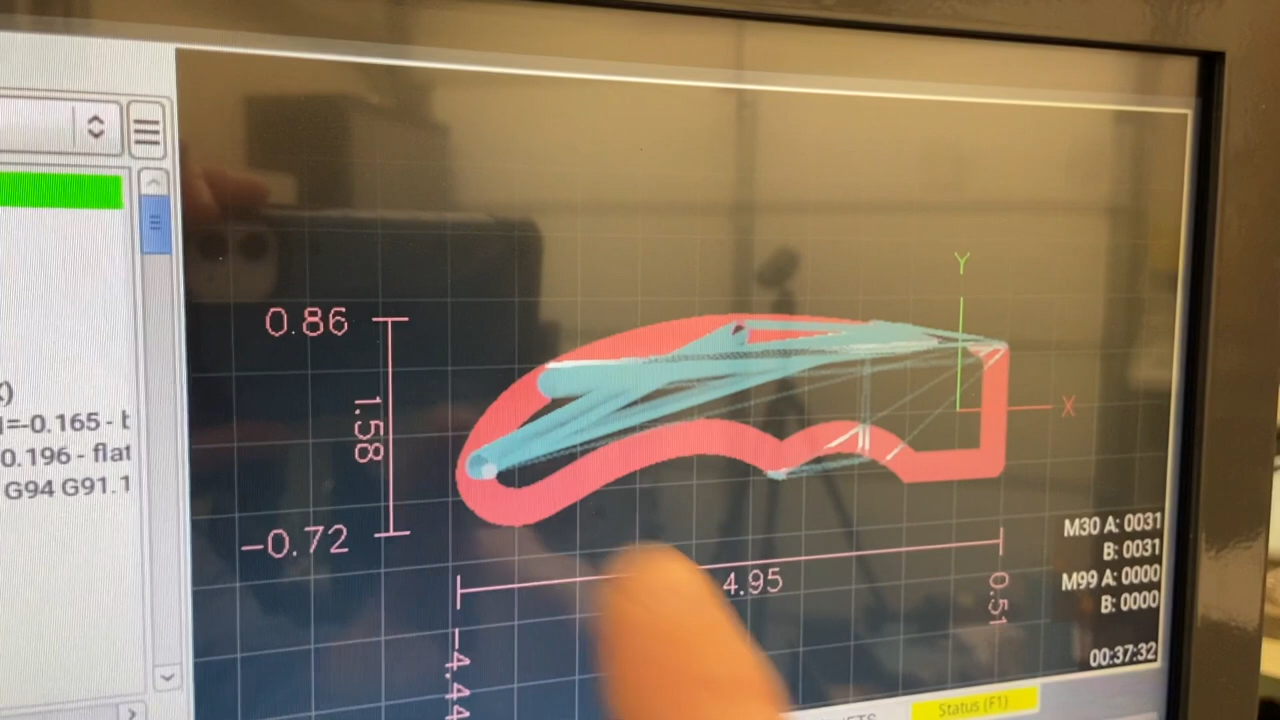 Y
0.86
X
1.58
)
=-0.165 - t
0.196 - flat
G94 G91.1
-0.72
M30 A: 0031
B: 0031
M99 A: 0000
B: 0000
4.95
0.51
-4.44
00:37:32
Status (F1)